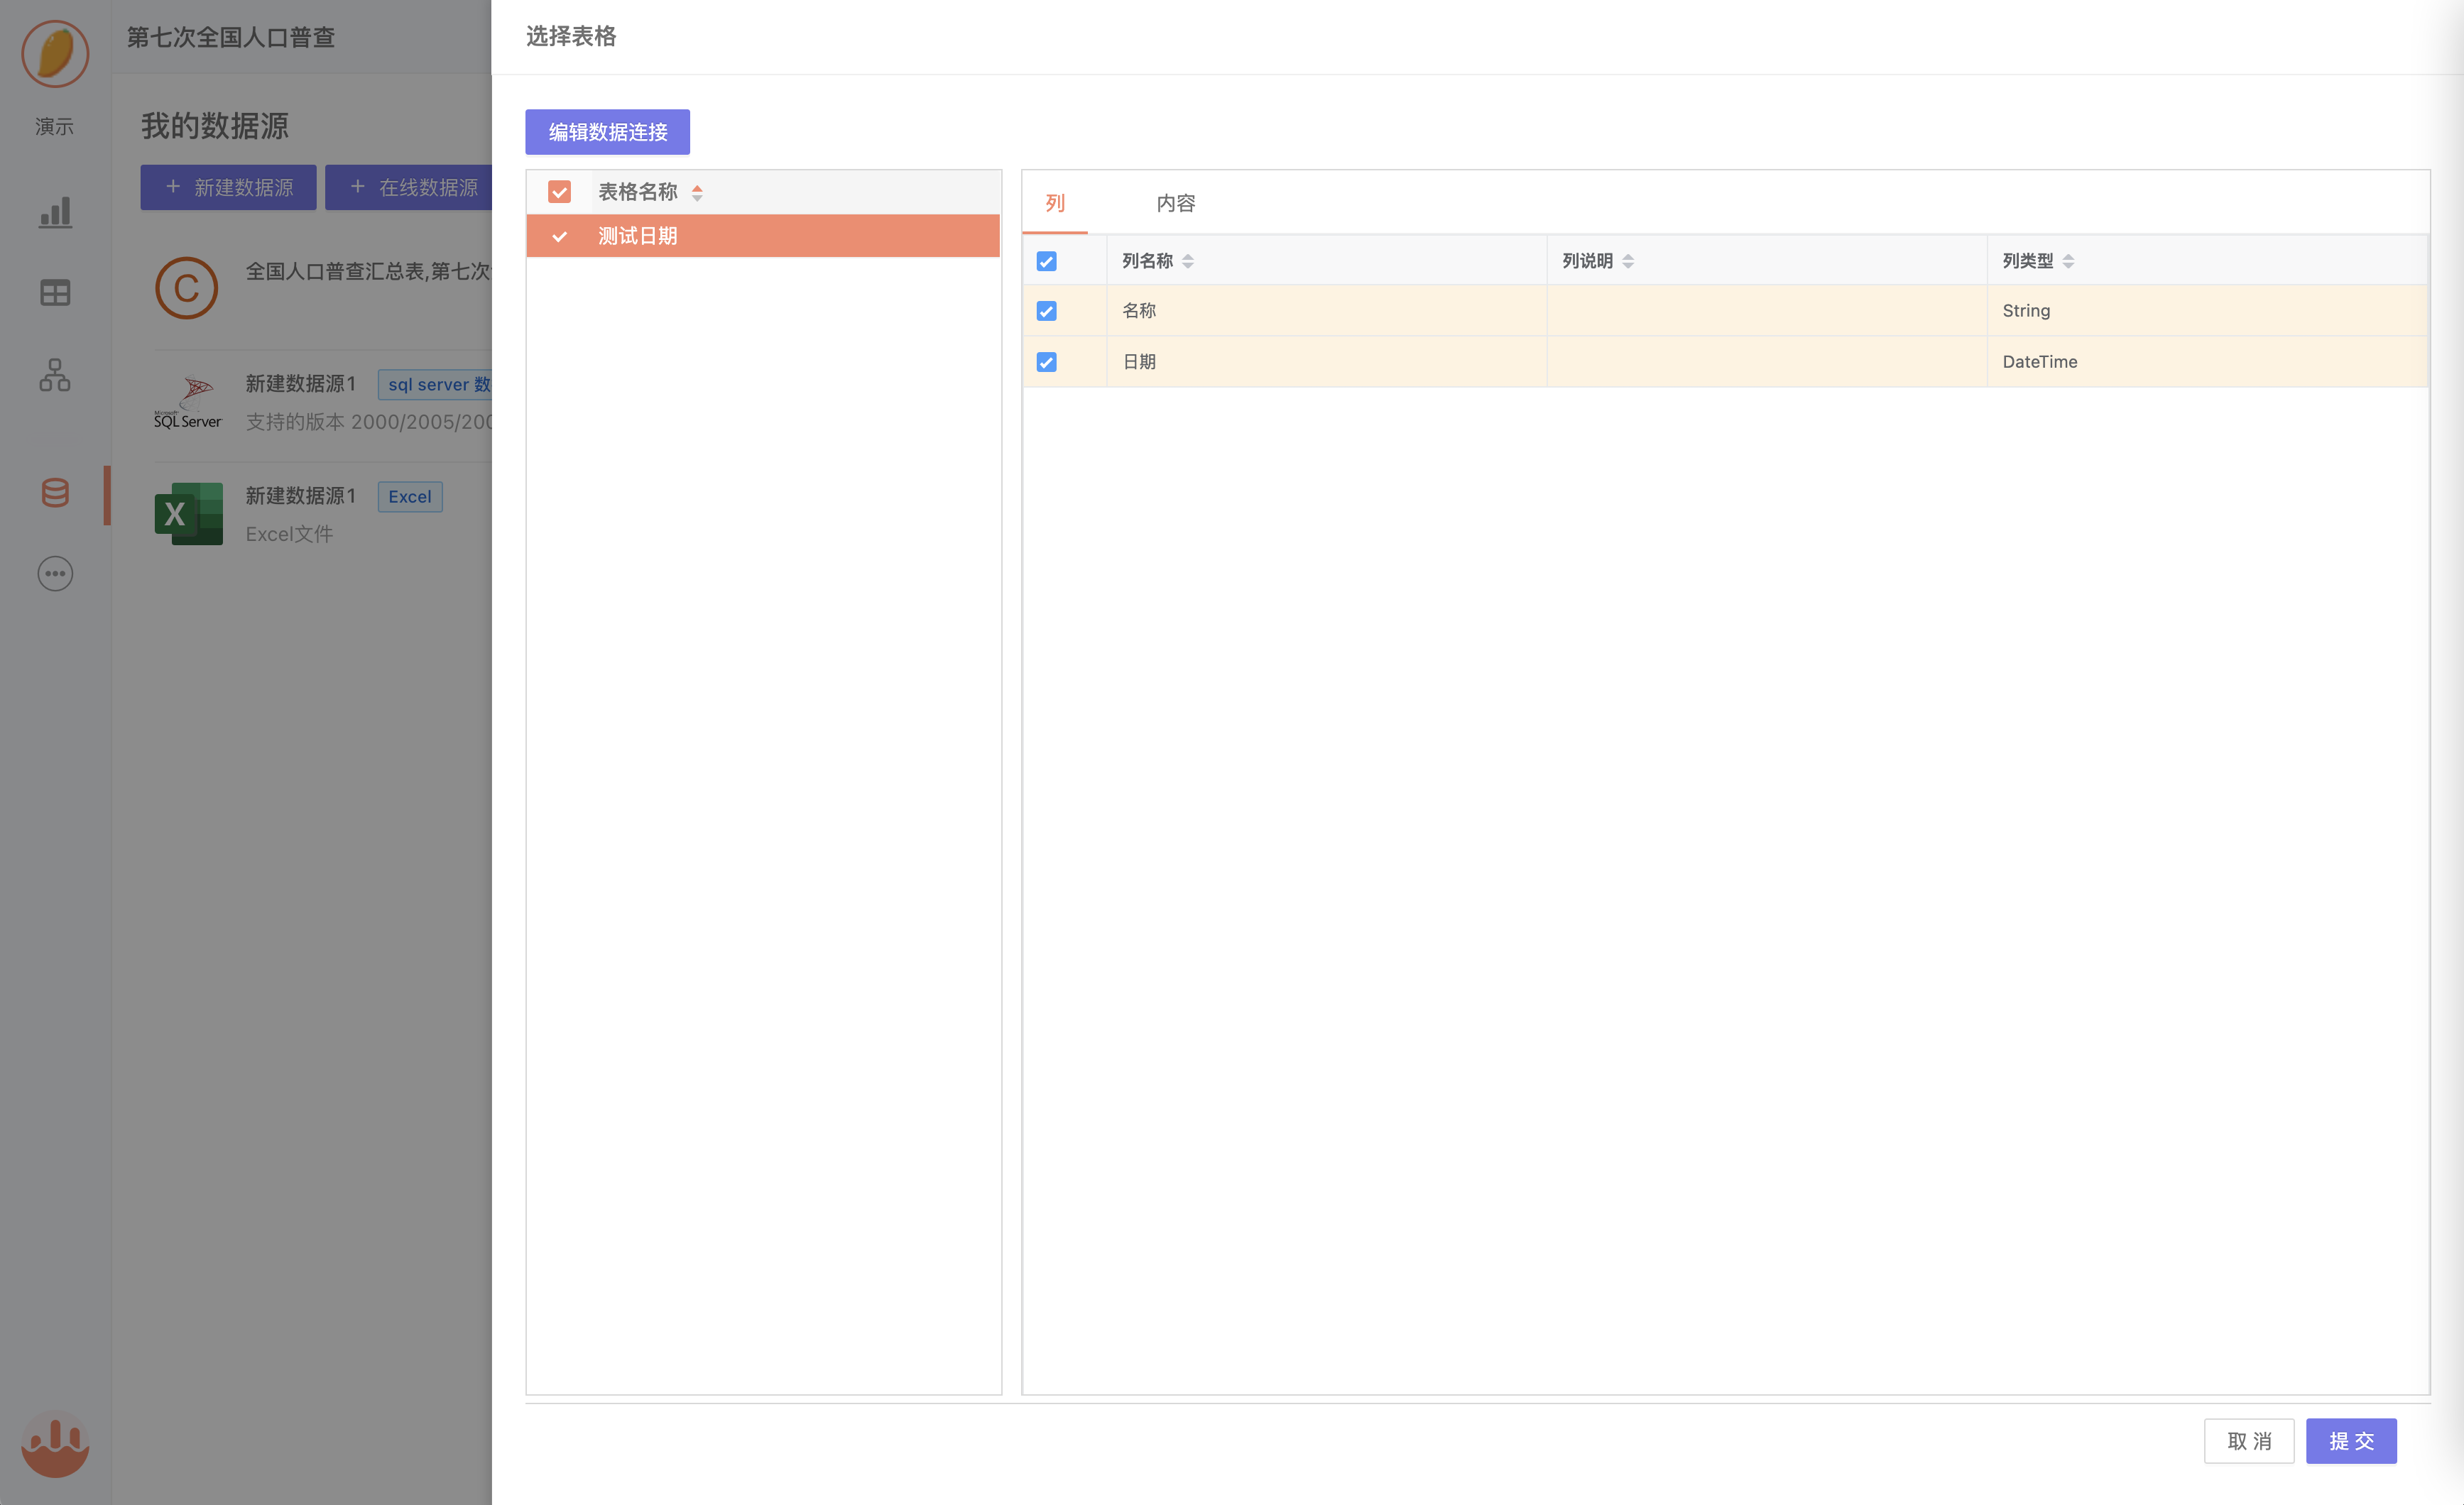 第七次全国人口普查
演示
我的数据源
+ 新建数据源
+ 在线数据源
全国人口普查汇总表,第七次
新建数据源1
sql server 数
Microsoft
SQL Server
支持的版本 2000/2005/200
新建数据源1
Excel
Excel文件
选择表格
编辑数据连接
表格名称
测试日期
列
内容
列名称
列说明
列类型
名称
String
日期
DateTime
取 消
提 交